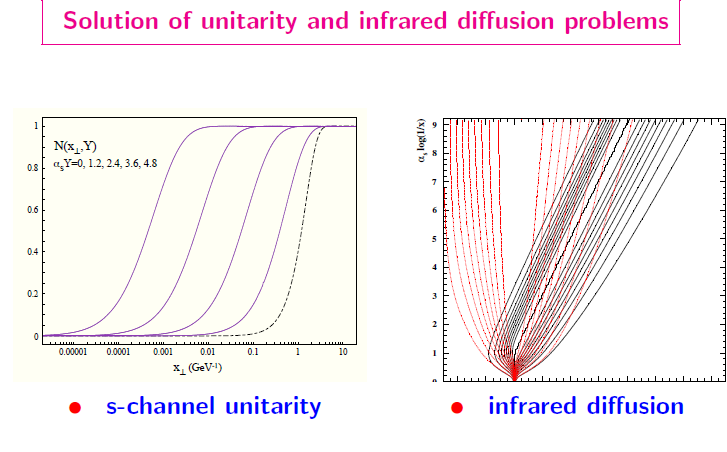 Solution of unitarity and infrared diffusion problems
N(x⊥,Y)
αsY=0, 1.2, 2.4, 3.6, 4.8
1
0.8
0.6
0.4
0.2
0
0.00001 0.0001 0.001 0.01 0.1 1 10
x⊥ (GeV-1)
αs log(1/x)
9
8
7
6
5
4
3
2
1
• s-channel unitarity
• infrared diffusion